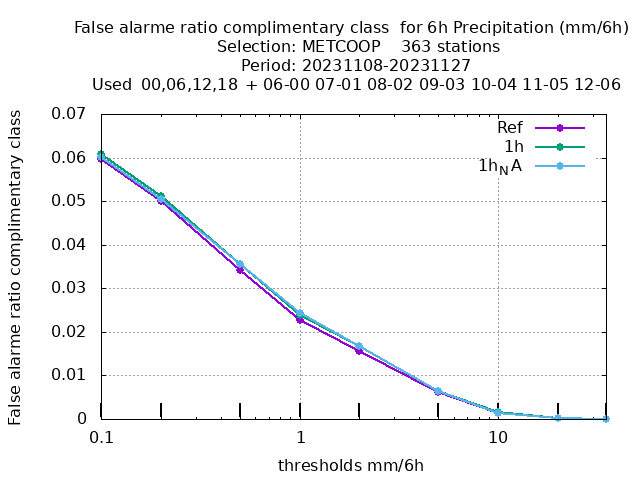 False alarme ratio complimentary class  for 6h Precipitation (mm/6h)
Selection: METCOOP    363 stations
Period: 20231108-20231127
Used  00,06,12,18  + 06-00 07-01 08-02 09-03 10-04 11-05 12-06
False alarme ratio complimentary class
0.07
0.06
0.05
0.04
0.03
0.02
0.01
0
Ref
1h
1h_NA
0.1
1
10
thresholds mm/6h